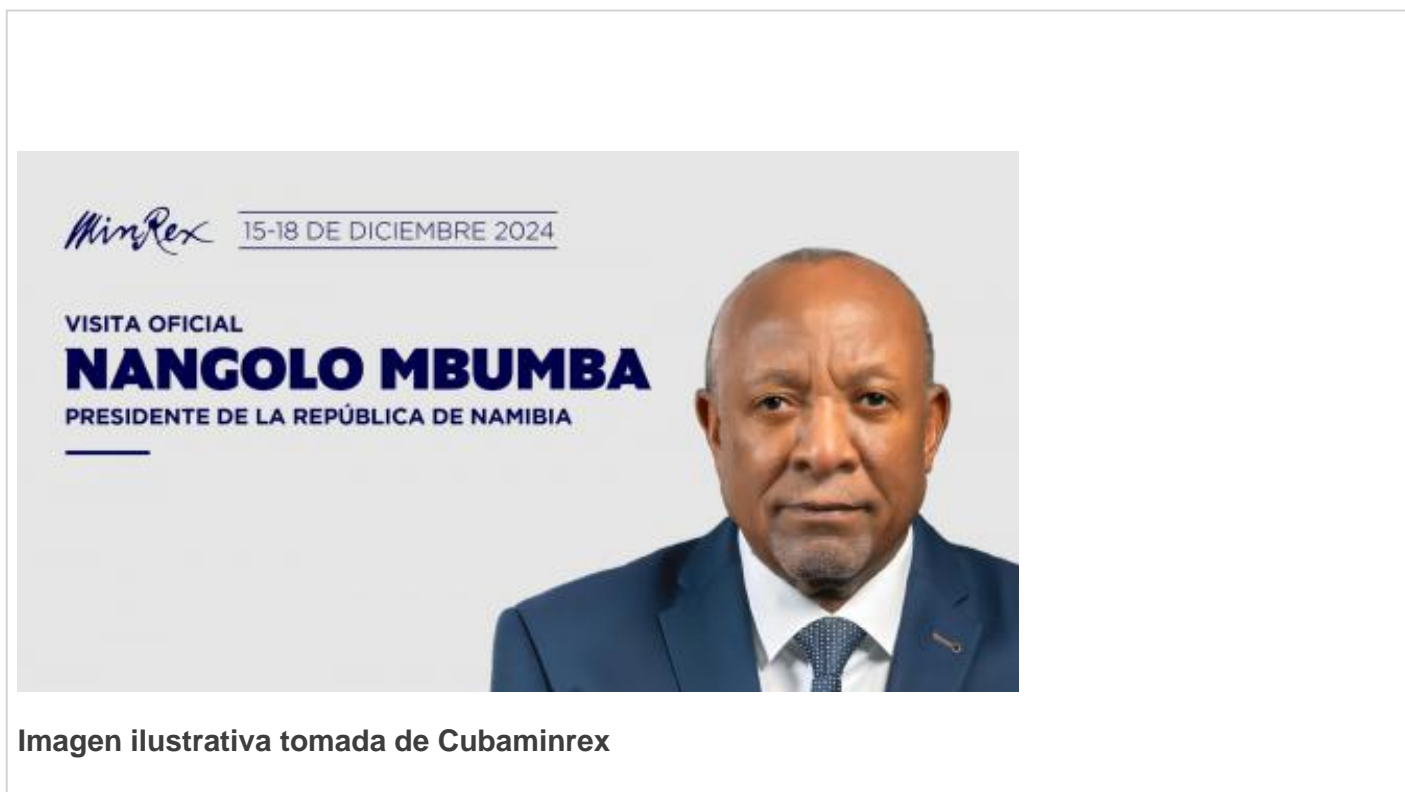 MinRex
15-18 DE DICIEMBRE 2024
VISITA OFICIAL
NANGOLO MBUMBA
PRESIDENTE DE LA REPÚBLICA DE NAMIBIA
Imagen ilustrativa tomada de Cubaminrex